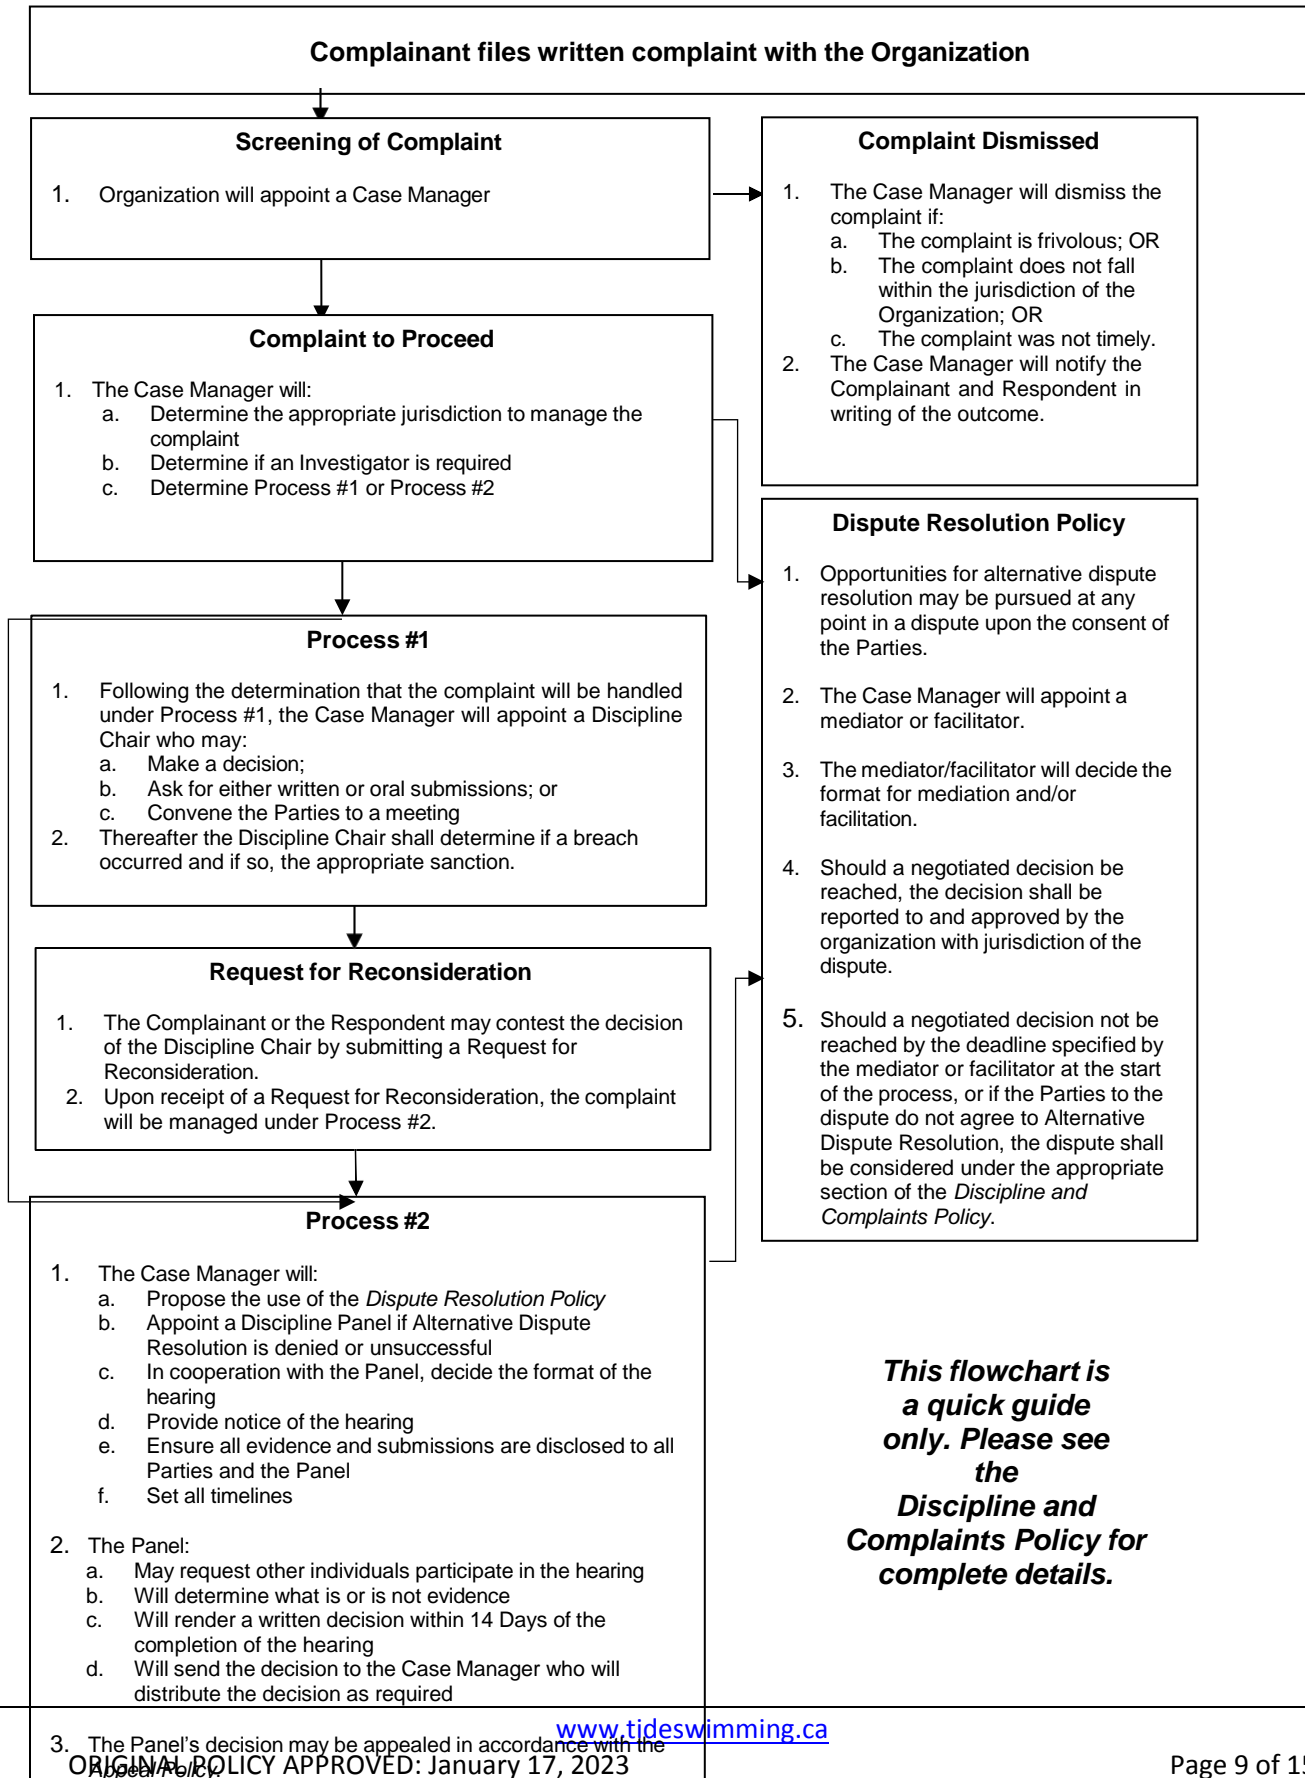 Complainant files written complaint with the Organization
Screening of Complaint
1. Organization will appoint a Case Manager
Complaint Dismissed
1. The Case Manager will dismiss the
complaint if:
a. The complaint is frivolous; OR
b. The complaint does not fall
within the jurisdiction of the
Organization; OR
c. The complaint was not timely.
2. The Case Manager will notify the
Complainant and Respondent in
writing of the outcome.
Complaint to Proceed
1. The Case Manager will:
a. Determine the appropriate jurisdiction to manage the
complaint
b. Determine if an Investigator is required
c. Determine Process #1 or Process #2
Dispute Resolution Policy
1. Opportunities for alternative dispute
resolution may be pursued at any
point in a dispute upon the consent of
the Parties.
2. The Case Manager will appoint a
mediator or facilitator.
3. The mediator/facilitator will decide the
format for mediation and/or
facilitation.
4. Should a negotiated decision be
reached, the decision shall be
reported to and approved by the
organization with jurisdiction of the
dispute.
5. Should a negotiated decision not be
reached by the deadline specified by
the mediator or facilitator at the start
of the process, or if the Parties to the
dispute do not agree to Alternative
Dispute Resolution, the dispute shall
be considered under the appropriate
section of the Discipline and
Complaints Policy.
Process #1
1. Following the determination that the complaint will be handled
under Process #1, the Case Manager will appoint a Discipline
Chair who may:
a. Make a decision;
b. Ask for either written or oral submissions; or
c. Convene the Parties to a meeting
2. Thereafter the Discipline Chair shall determine if a breach
occurred and if so, the appropriate sanction.
Request for Reconsideration
1. The Complainant or the Respondent may contest the decision
of the Discipline Chair by submitting a Request for
Reconsideration.
2. Upon receipt of a Request for Reconsideration, the complaint
will be managed under Process #2.
Process #2
1. The Case Manager will:
a. Propose the use of the Dispute Resolution Policy
b. Appoint a Discipline Panel if Alternative Dispute
Resolution is denied or unsuccessful
c. In cooperation with the Panel, decide the format of the
hearing
d. Provide notice of the hearing
e. Ensure all evidence and submissions are disclosed to all
Parties and the Panel
f. Set all timelines
2. The Panel:
a. May request other individuals participate in the hearing
b. Will determine what is or is not evidence
c. Will render a written decision within 14 Days of the
completion of the hearing
d. Will send the decision to the Case Manager who will
distribute the decision as required
3. The Panel's decision may be appealed in accordance with the
Appeal Policy.
This flowchart is
a quick guide
only. Please see
the
Discipline and
Complaints Policy for
complete details.
www.tideswimming.ca
ORIGINAL POLICY APPROVED: January 17, 2023 Page 9 of 15